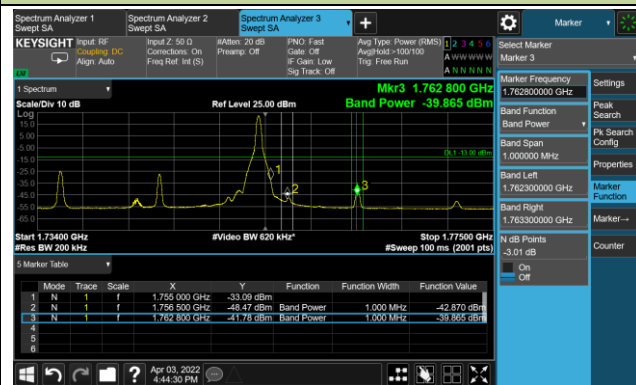 Spectrum Analyzer 1
Swept SA
Spectrum Analyzer 2
Swept SA
Spectrum Analyzer 3
Swept SA
Marker
KEYSIGHT
Input: RF
Coupling: DC
Align: Auto
Input Z: 50 Ω
Corrections: On
Freq Ref: Int (S)
#Atten: 20 dB
Preamp: Off
PNO: Fast
Gate: Off
IF Gain: Low
Sig Track: Off
Avg Type: Power (RMS)
Avg|Hold:>100/100
Trig: Free Run
1 2 3 4 5 6
A W W W W W
A N N N N N
LXI
Select Marker
Marker 3
1 Spectrum
Mkr3 1.762 800 GHz
Scale/Div 10 dB
Ref Level 25.00 dBm
Band Power -39.865 dBm
Log
15.0
5.00
-5.00
-15.0
-25.0
-35.0
-45.0
-55.0
-65.0
1
2
3
Start 1.73400 GHz
#Video BW 620 kHz*
Stop 1.77500 GHz
#Res BW 200 kHz
#Sweep 100 ms (2001 pts)
5 Marker Table
Mode Trace Scale X Y Function Function Width Function Value
1 N 1 f 1.755 000 GHz -33.09 dBm
2 N 1 f 1.756 500 GHz -48.47 dBm Band Power 1.000 MHz -42.870 dBm
3 N 1 f 1.762 800 GHz -41.78 dBm Band Power 1.000 MHz -39.865 dBm
4
5
6
Marker Frequency
1.762800000 GHz
Band Function
Band Power
Band Span
1.000000 MHz
Band Left
1.762300000 GHz
Band Right
1.763300000 GHz
N dB Points
-3.01 dB
On
Off
Settings
Peak
Search
Pk Search
Config
Properties
Marker
Function
Marker→
Counter
?
Apr 03, 2022
4:44:30 PM